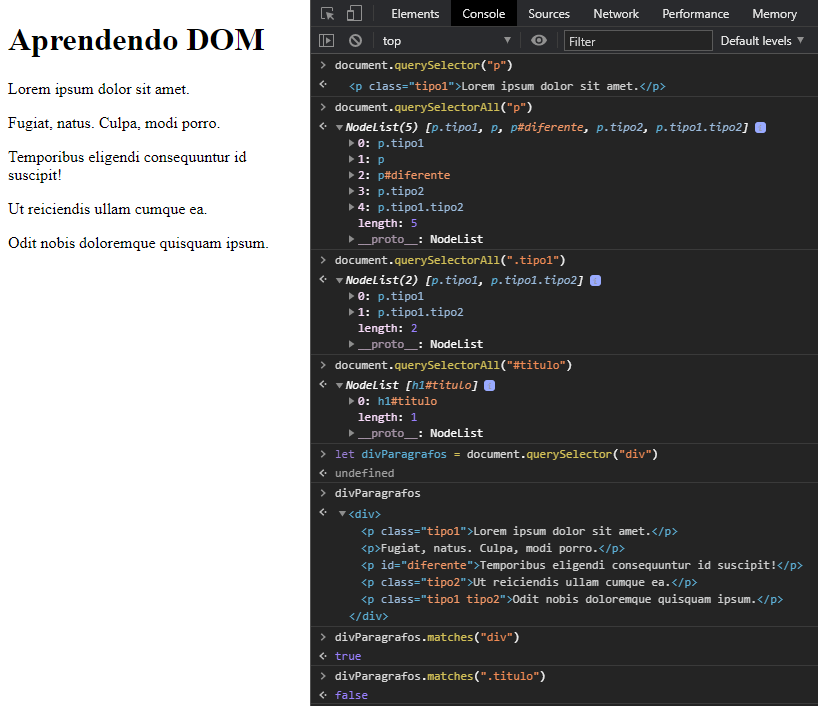 Aprendendo DOM
Lorem ipsum dolor sit amet.
Fugiat, natus. Culpa, modi porro.
Temporibus eligendi consequuntur id
suscipit!
Ut reiciendis ullam cumque ea.
Odit nobis doloremque quisquam ipsum.
Elements Console Sources Network Performance Memory
top Filter Default levels
document.querySelector("p")
<p class="tipo1">Lorem ipsum dolor sit amet.</p>
document.querySelectorAll("p")
NodeList(5) [p.tipo1, p, p#diferente, p.tipo2, p.tipo1.tipo2]
0: p.tipo1
1: p
2: p#diferente
3: p.tipo2
4: p.tipo1.tipo2
length: 5
__proto__: NodeList
document.querySelectorAll(".tipo1")
NodeList(2) [p.tipo1, p.tipo1.tipo2]
0: p.tipo1
1: p.tipo1.tipo2
length: 2
__proto__: NodeList
document.querySelectorAll("#titulo")
NodeList [h1#titulo]
0: h1#titulo
length: 1
__proto__: NodeList
let divParagrafos = document.querySelector("div")
undefined
divParagrafos
<div>
<p class="tipo1">Lorem ipsum dolor sit amet.</p>
<p>Fugiat, natus. Culpa, modi porro.</p>
<p id="diferente">Temporibus eligendi consequuntur id suscipit!</p>
<p class="tipo2">Ut reiciendis ullam cumque ea.</p>
<p class="tipo1 tipo2">Odit nobis doloremque quisquam ipsum.</p>
</div>
divParagrafos.matches("div")
true
divParagrafos.matches(".titulo")
false